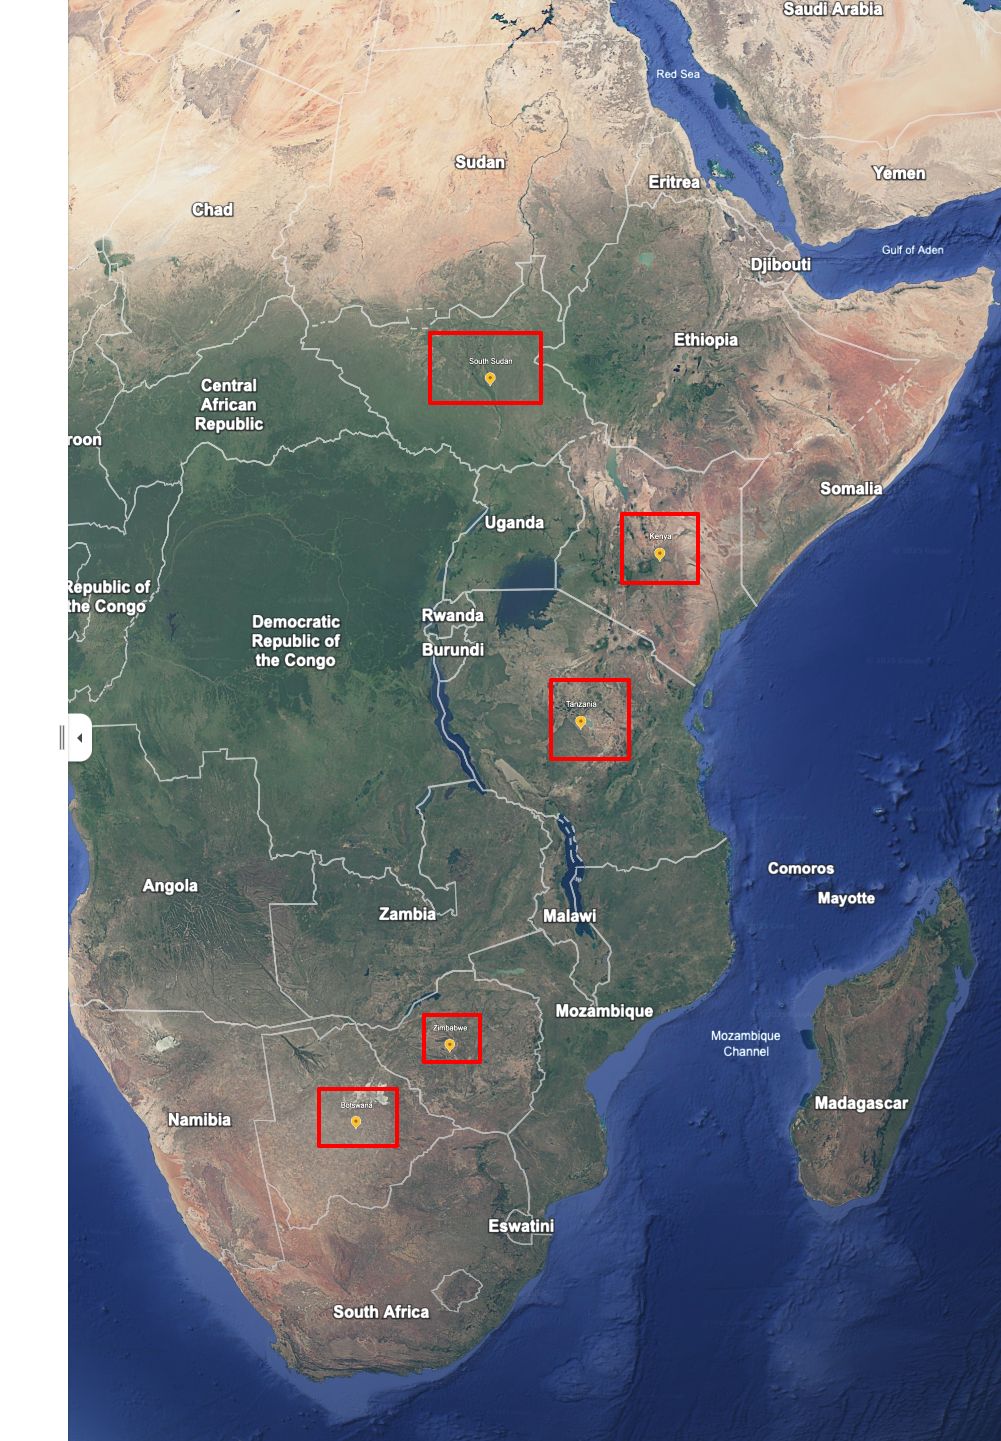 Saudi Arabia
Red Sea
Sudan
Yemen
Eritrea
Chad
Gulf of Aden
Djibouti
Ethiopia
South Sudan
Central
African
Republic
roon
Somalia
Uganda
Kenya
Republic of
the Congo
Rwanda
Democratic
Republic of
the Congo
Burundi
Tanzania
Comoros
Angola
Mayotte
Zambia
Malawi
Mozambique
Zimbabwe
Mozambique
Channel
Botswana
Madagascar
Namibia
Eswatini
South Africa